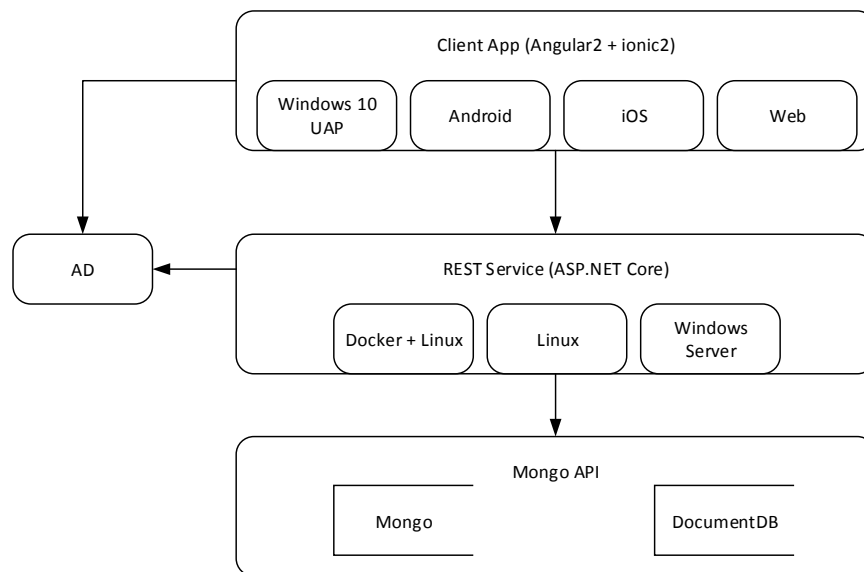 Client App (Angular2 + ionic2)
Windows 10
UAP
Android
iOS
Web
AD
REST Service (ASP.NET Core)
Docker + Linux
Linux
Windows
Server
Mongo API
Mongo
DocumentDB